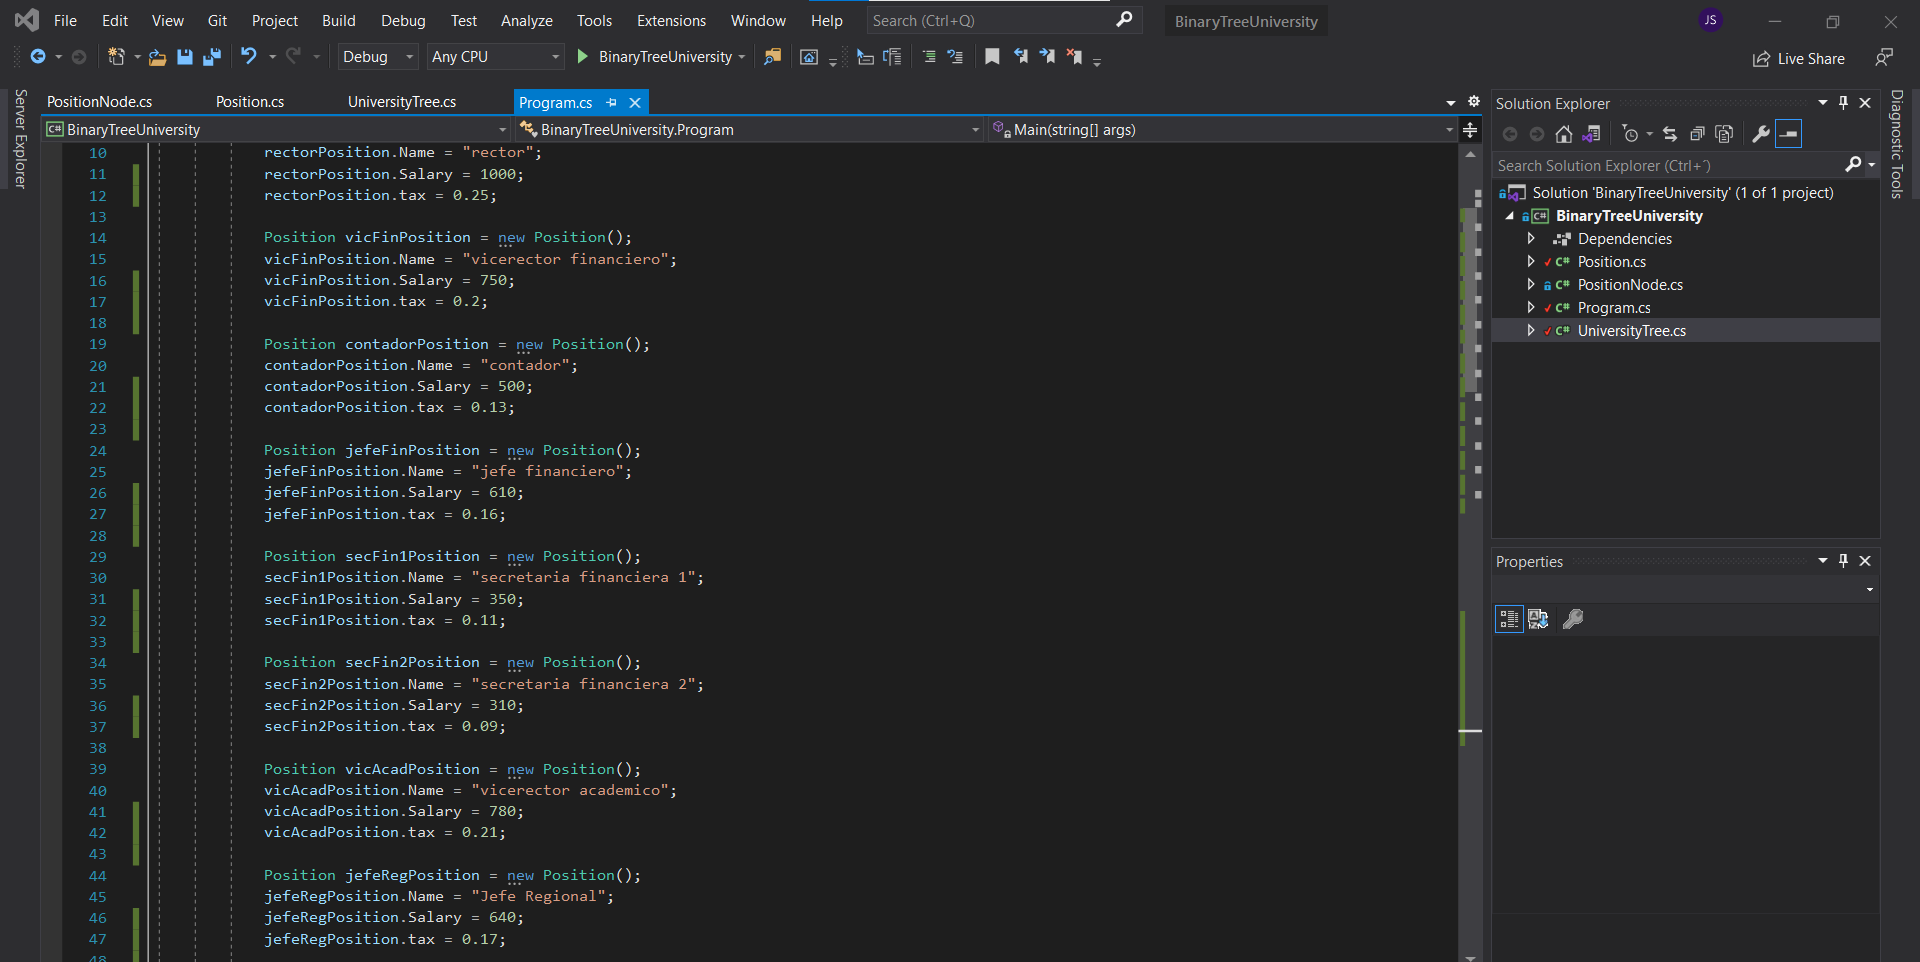 File Edit View Git Project Build Debug Test Analyze Tools Extensions Window Help Search (Ctrl+Q) BinaryTreeUniversity JS
Debug Any CPU BinaryTreeUniversity Live Share
Server Explorer
PositionNode.cs Position.cs UniversityTree.cs Program.cs
C# BinaryTreeUniversity BinaryTreeUniversity.Program Main(string[] args)
10 rectorPosition.Name = "rector";
11 rectorPosition.Salary = 1000;
12 rectorPosition.tax = 0.25;
13
14 Position vicFinPosition = new Position();
15 vicFinPosition.Name = "vicerector financiero";
16 vicFinPosition.Salary = 750;
17 vicFinPosition.tax = 0.2;
18
19 Position contadorPosition = new Position();
20 contadorPosition.Name = "contador";
21 contadorPosition.Salary = 500;
22 contadorPosition.tax = 0.13;
23
24 Position jefeFinPosition = new Position();
25 jefeFinPosition.Name = "jefe financiero";
26 jefeFinPosition.Salary = 610;
27 jefeFinPosition.tax = 0.16;
28
29 Position secFin1Position = new Position();
30 secFin1Position.Name = "secretaria financiera 1";
31 secFin1Position.Salary = 350;
32 secFin1Position.tax = 0.11;
33
34 Position secFin2Position = new Position();
35 secFin2Position.Name = "secretaria financiera 2";
36 secFin2Position.Salary = 310;
37 secFin2Position.tax = 0.09;
38
39 Position vicAcadPosition = new Position();
40 vicAcadPosition.Name = "vicerector academico";
41 vicAcadPosition.Salary = 780;
42 vicAcadPosition.tax = 0.21;
43
44 Position jefeRegPosition = new Position();
45 jefeRegPosition.Name = "Jefe Regional";
46 jefeRegPosition.Salary = 640;
47 jefeRegPosition.tax = 0.17;
48
Solution Explorer
Search Solution Explorer (Ctrl+´)
Solution 'BinaryTreeUniversity' (1 of 1 project)
C# BinaryTreeUniversity
Dependencies
C# Position.cs
C# PositionNode.cs
C# Program.cs
C# UniversityTree.cs
Properties
Diagnostic Tools